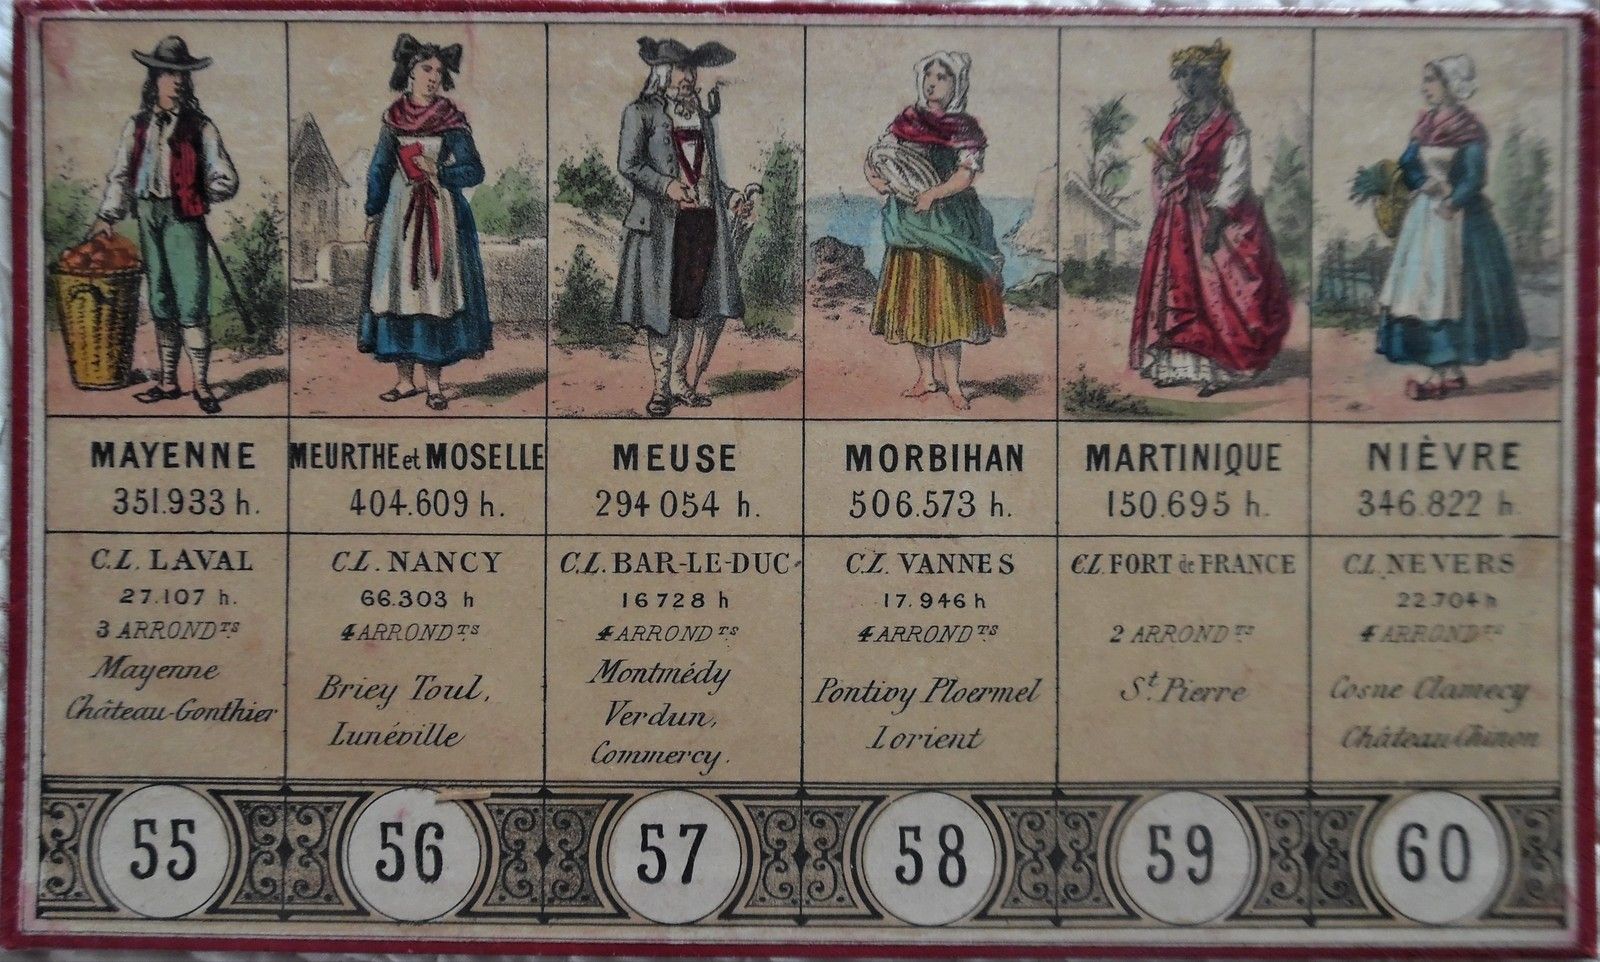 MAYENNE
351.933 h.
C.L. LAVAL
27.107 h.
3 ARRONDTS
Mayenne
Château-Gonthier
55
MEURTHE et MOSELLE
404.609 h.
C.L. NANCY
66.303 h
4 ARRONDTS
Briey Toul,
Lunéville
56
MEUSE
294 054 h.
C.L. BAR-LE-DUC
16728 h
4 ARRONDTS
Montmédy
Verdun,
Commercy.
57
MORBIHAN
506.573 h.
C.L. VANNES
17.946 h
4 ARRONDTS
Pontivy Ploermel
Lorient
58
MARTINIQUE
150.695 h.
C.L. FORT de FRANCE
2 ARRONDTS
St. Pierre
59
NIÈVRE
346.822 h.
C.L. NEVERS
22.704 h
4 ARRONDTS
Cosne Clamecy
Château-Chinon
60